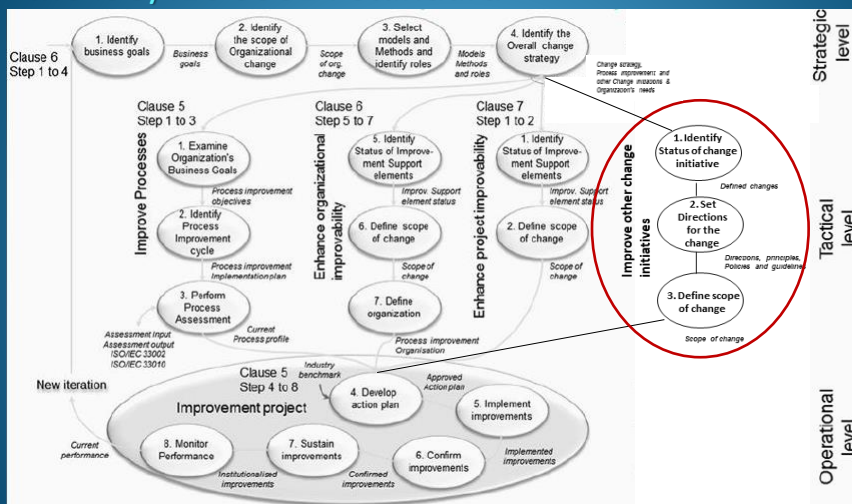 Clause 6
Step 1 to 4
1. Identify
business goals
Business
goals
2. Identify
the scope of
Organizational
change
Scope
of org.
change
3. Select
models and
Methods and
identify roles
Models
Methods
and roles
4. Identify the
Overall change
strategy
Change strategy,
Process improvement and
other Change initiations &
Organization's needs
Strategic
level
Clause 5
Step 1 to 3
Improve Processes
1. Examine
Organization's
Business Goals
Process improvement
objectives
2. Identify
Process
Improvement
cycle
Process improvement
Implementation plan
3. Perform
Process
Assessment
Assessment Input
Assessment output
ISO/IEC 33002
ISO/IEC 33010
Current
Process profile
Clause 6
Step 5 to 7
Enhance organizational
improvability
5. Identify
Status of Improve-
ment Support
elements
Improv. Support
element status
6. Define scope
of change
Scope of
change
7. Define
organization
Process improvement
Organisation
Clause 7
Step 1 to 2
Enhance project improvability
1. Identify
Status of Improve-
ment Support
elements
Improv. Support
element status
2. Define scope
of change
Scope of
change
Improve other change
initiatives
1.Identify
Status of change
initiative
Defined changes
2. Set
Directions
for the
change
Directions, principles,
Policies and guidelines
3. Define scope
of change
Scope of change
Tactical
level
New iteration
Clause 5
Step 4 to 8
Improvement project
Industry
benchmark
4. Develop
action plan
Approved
Action plan
5. Implement
improvements
Implemented
improvements
6. Confirm
improvements
Confirmed
improvements
7. Sustain
improvements
Institutionalised
improvements
8. Monitor
Performance
Current
performance
Operational
level